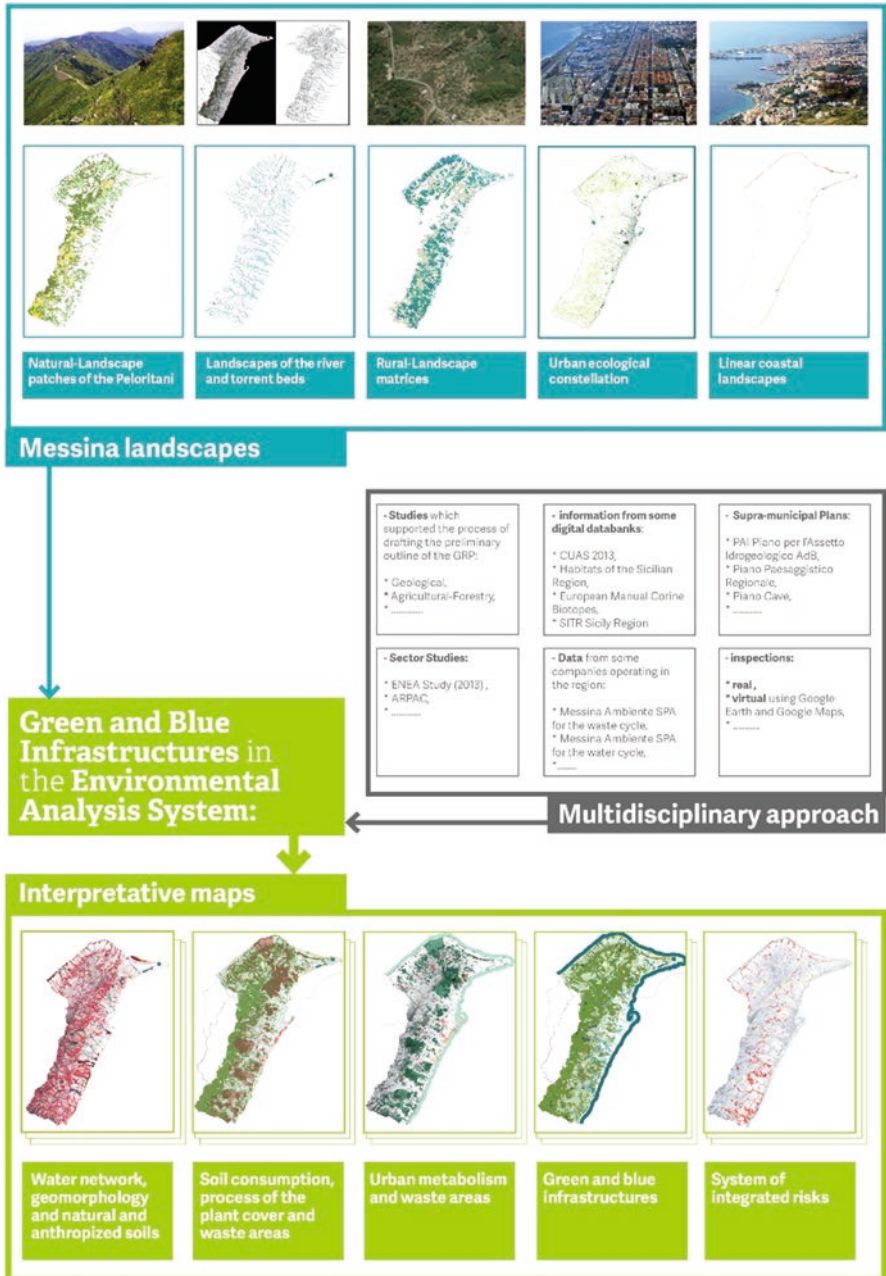 Natural-Landscape
patches of the Peloritani
Landscapes of the river
and torrent beds
Rural-Landscape
matrices
Urban ecological
constellation
Linear coastal
landscapes
Messina landscapes
- Studies which
supported the process of
drafting the preliminary
outline of the GRP:
* Geological,
* Agricultural-Forestry,
* ..........
- information from some
digital databanks:
* CUAS 2013,
* Habitats of the Sicilian
Region,
* European Manual Corine
Biotopes,
* SITR Sicily Region
- Supra-municipal Plans:
* PAI Piano per l'Assetto
Idrogeologico AdB,
* Piano Paesaggistico
Regionale,
* Piano Cave,
* ..........
- Sector Studies:
* ENEA Study (2013) ,
* ARPAC,
* ..........
- Data from some
companies operating in
the region:
* Messina Ambiente SPA
for the waste cycle,
* Messina Ambiente SPA
for the water cycle,
* ......
- inspections:
* real ,
* virtual using Google
Earth and Google Maps,
* ..........
Green and Blue
Infrastructures in
the Environmental
Analysis System:
Multidisciplinary approach
Interpretative maps
Water network,
geomorphology
and natural and
anthropized soils
Soil consumption,
process of the
plant cover and
waste areas
Urban metabolism
and waste areas
Green and blue
infrastructures
System of
integrated risks